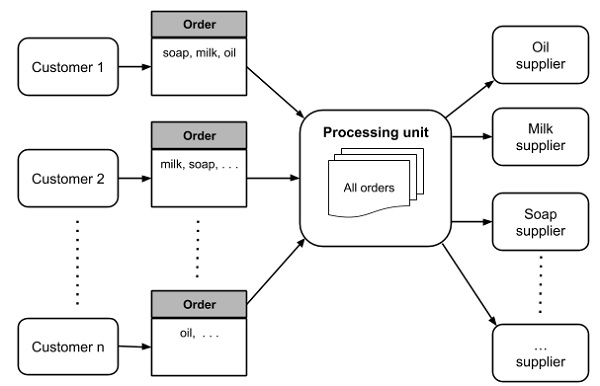 Order
soap, milk, oil
Customer 1
Order
milk, soap, . . .
Customer 2
Order
oil, . . .
Customer n
Processing unit
All orders
Oil
supplier
Milk
supplier
Soap
supplier
...
supplier